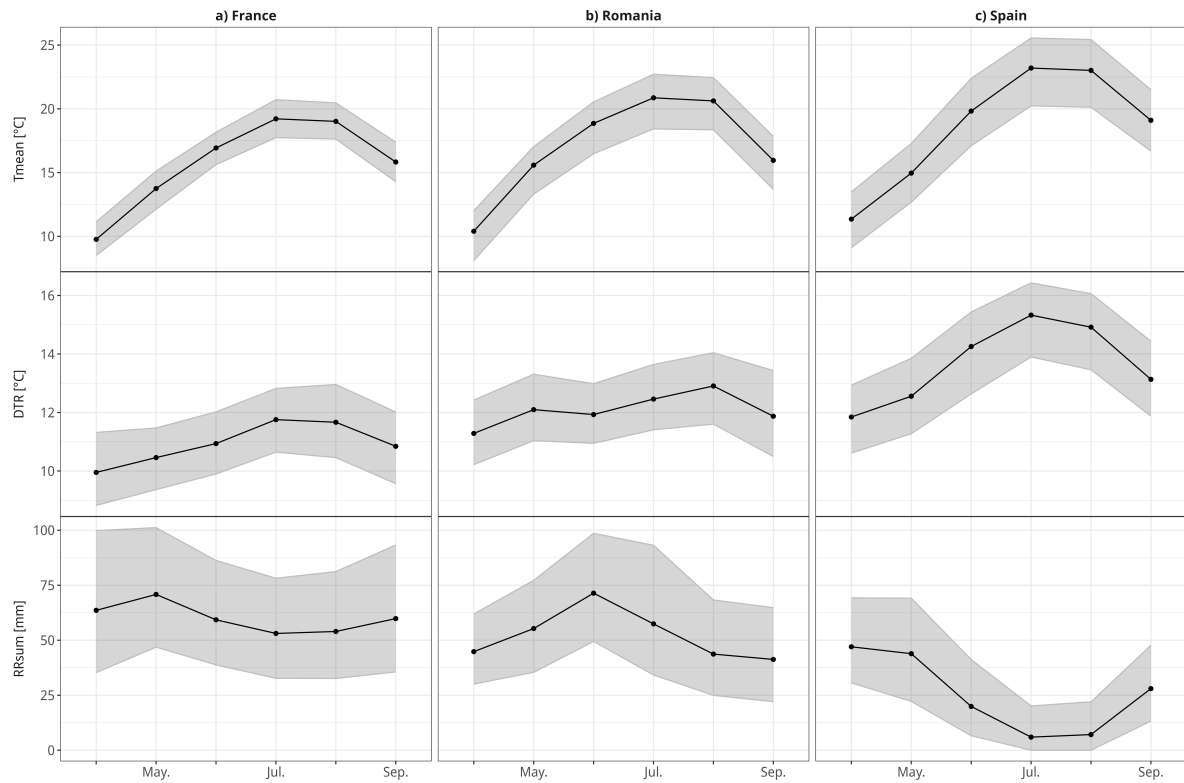 a) France
b) Romania
c) Spain
Tmean [°C]
25
20
15
10
DTR [°C]
16
14
12
10
RRsum [mm]
100
75
50
25
0
May. Jul. Sep. May. Jul. Sep. May. Jul. Sep.